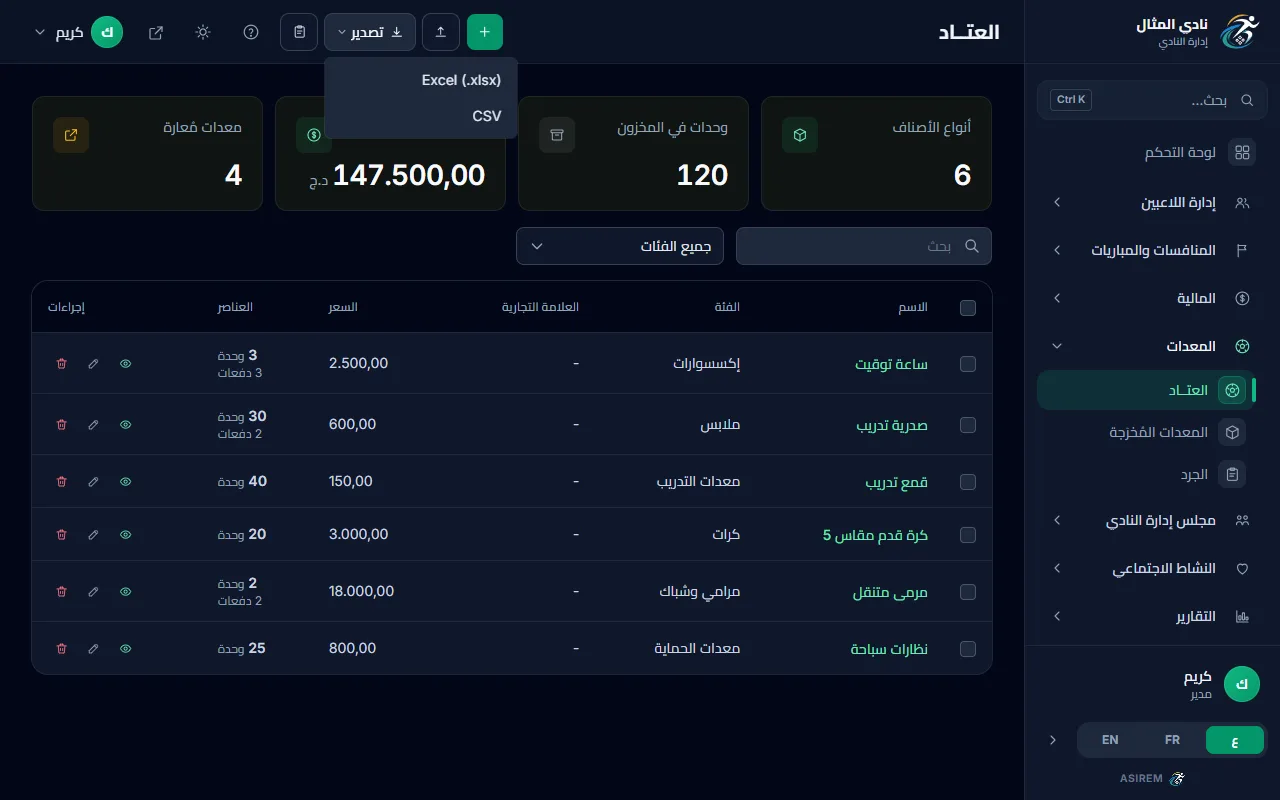 نادي المثال
إدارة النادي
العتــاد
تصدير
ك
كريم
Excel (.xlsx)
CSV
بحث...
Ctrl K
لوحة التحكم
إدارة اللاعبين
المنافسات والمباريات
المالية
المعدات
العتــاد
المعدات المُخرَجة
الجرد
مجلس إدارة النادي
النشاط الاجتماعي
التقارير
ك
كريم
مدير
ع
FR
EN
ASIREM
أنواع الأصناف
6
وحدات في المخزون
120
147.500,00 د.ج
معدات مُعارة
4
بحث
جميع الفئات
الاسم الفئة العلامة التجارية السعر العناصر إجراءات
ساعة توقيت إكسسوارات - 2.500,00 3 وحدة
3 دفعات
صدرية تدريب ملابس - 600,00 30 وحدة
2 دفعات
قمع تدريب معدات التدريب - 150,00 40 وحدة
كرة قدم مقاس 5 كرات - 3.000,00 20 وحدة
مرمى متنقل مرامي وشباك - 18.000,00 2 وحدة
2 دفعات
نظارات سباحة معدات الحماية - 800,00 25 وحدة